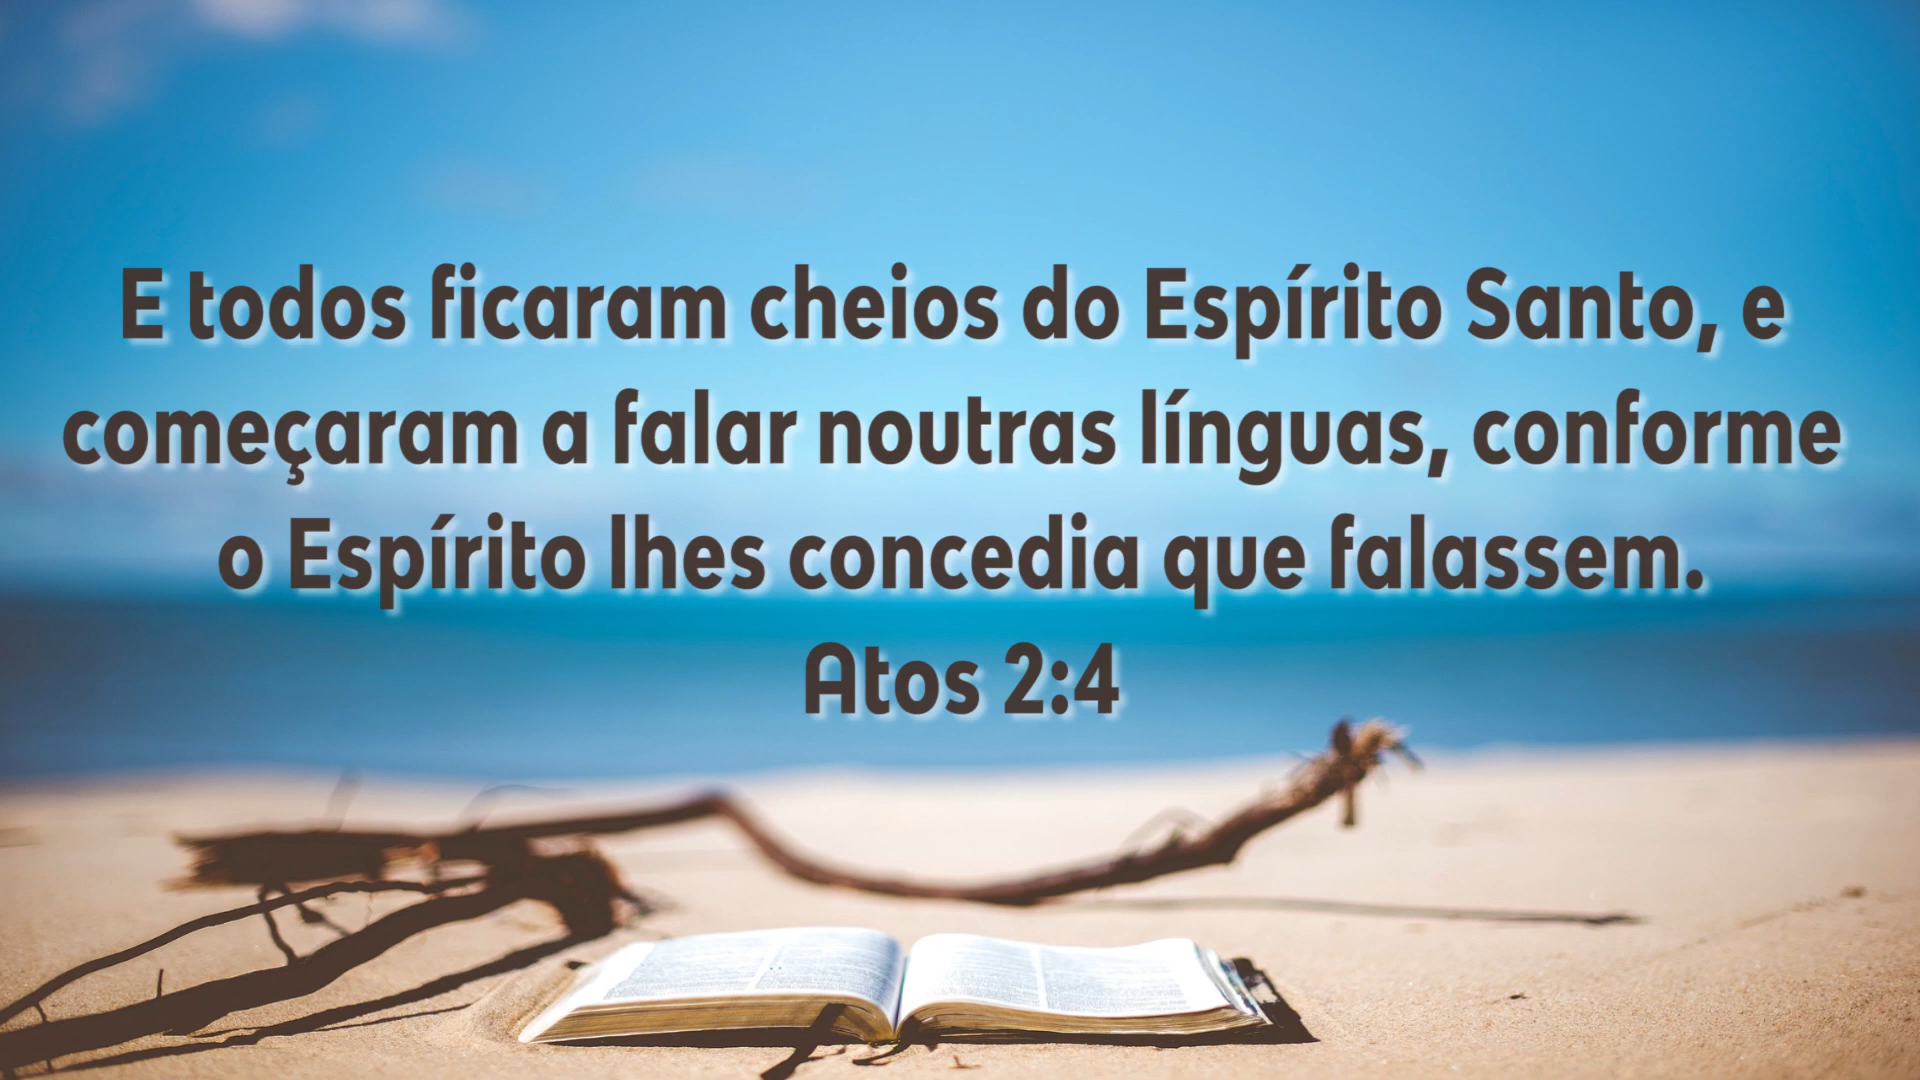 E todos ficaram cheios do Espírito Santo, e
começaram a falar noutras línguas, conforme
o Espírito lhes concedia que falassem.
Atos 2:4